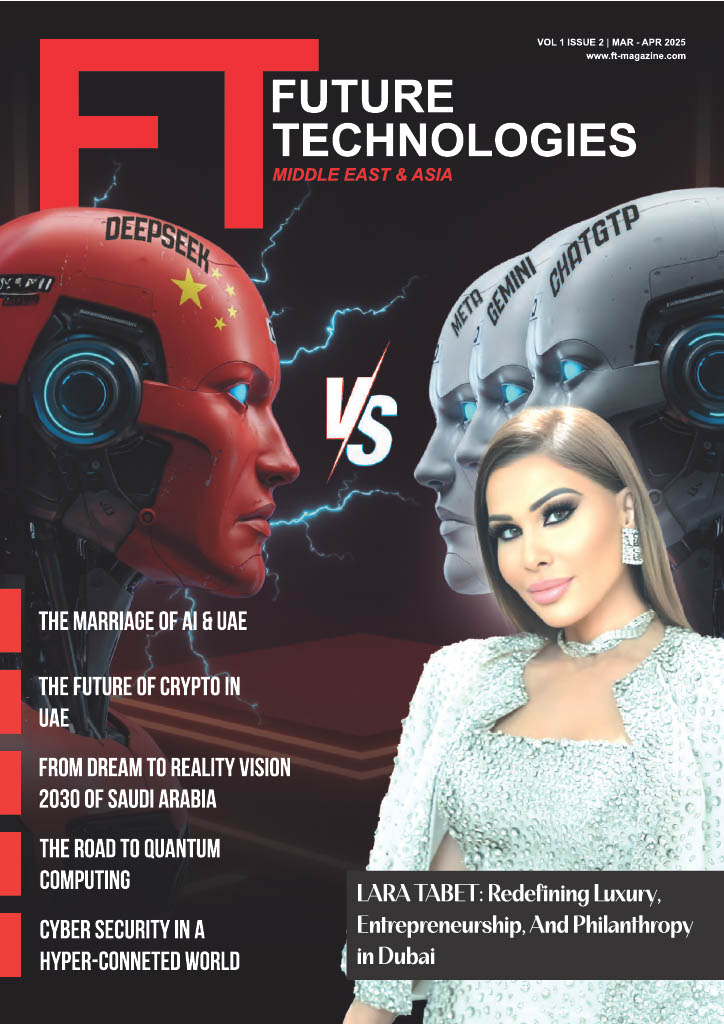 VOL 1 ISSUE 2 | MAR - APR 2025
www.ft-magazine.com
FT
FUTURE
TECHNOLOGIES
MIDDLE EAST & ASIA
DEEPSEEK
META
GEMINI
CHATGTP
VS
THE MARRIAGE OF AI & UAE
THE FUTURE OF CRYPTO IN
UAE
FROM DREAM TO REALITY VISION
2030 OF SAUDI ARABIA
THE ROAD TO QUANTUM
COMPUTING
CYBER SECURITY IN A
HYPER-CONNETED WORLD
LARA TABET: Redefining Luxury,
Entrepreneurship, And Philanthropy
in Dubai